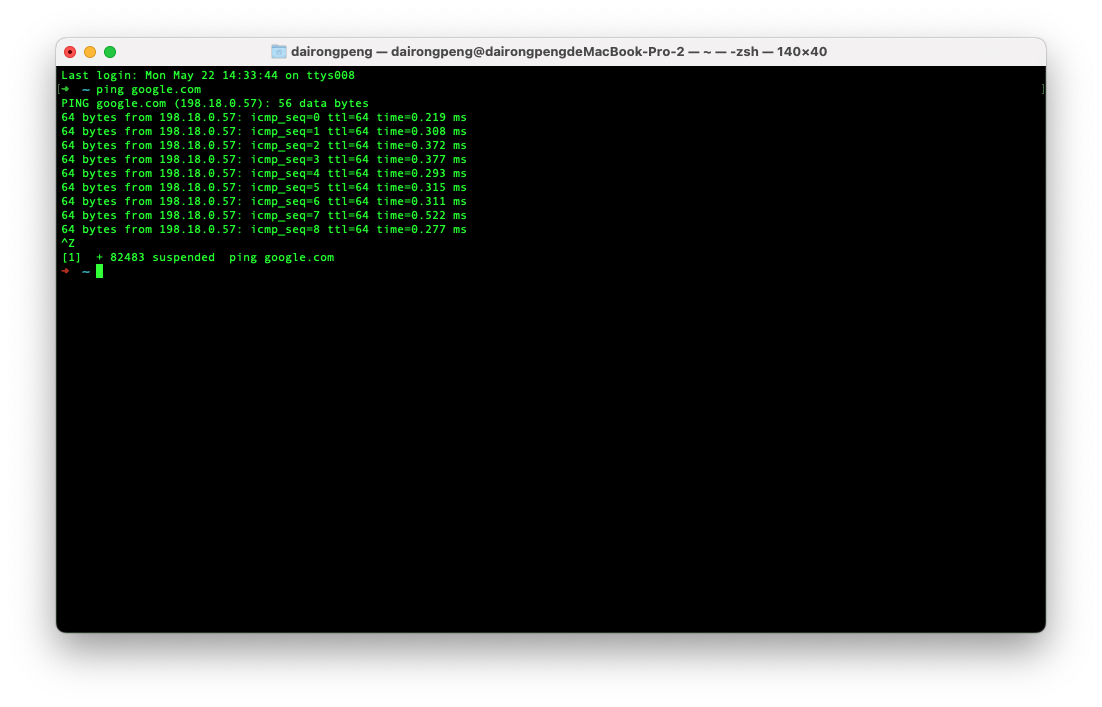 dairongpeng — dairongpeng@dairongpengdeMacBook-Pro-2 — ~ — -zsh — 140×40
Last login: Mon May 22 14:33:44 on ttys008
[➜  ~ ping google.com ]
PING google.com (198.18.0.57): 56 data bytes
64 bytes from 198.18.0.57: icmp_seq=0 ttl=64 time=0.219 ms
64 bytes from 198.18.0.57: icmp_seq=1 ttl=64 time=0.308 ms
64 bytes from 198.18.0.57: icmp_seq=2 ttl=64 time=0.372 ms
64 bytes from 198.18.0.57: icmp_seq=3 ttl=64 time=0.377 ms
64 bytes from 198.18.0.57: icmp_seq=4 ttl=64 time=0.293 ms
64 bytes from 198.18.0.57: icmp_seq=5 ttl=64 time=0.315 ms
64 bytes from 198.18.0.57: icmp_seq=6 ttl=64 time=0.311 ms
64 bytes from 198.18.0.57: icmp_seq=7 ttl=64 time=0.522 ms
64 bytes from 198.18.0.57: icmp_seq=8 ttl=64 time=0.277 ms
^Z
[1]  + 82483 suspended  ping google.com
➜  ~